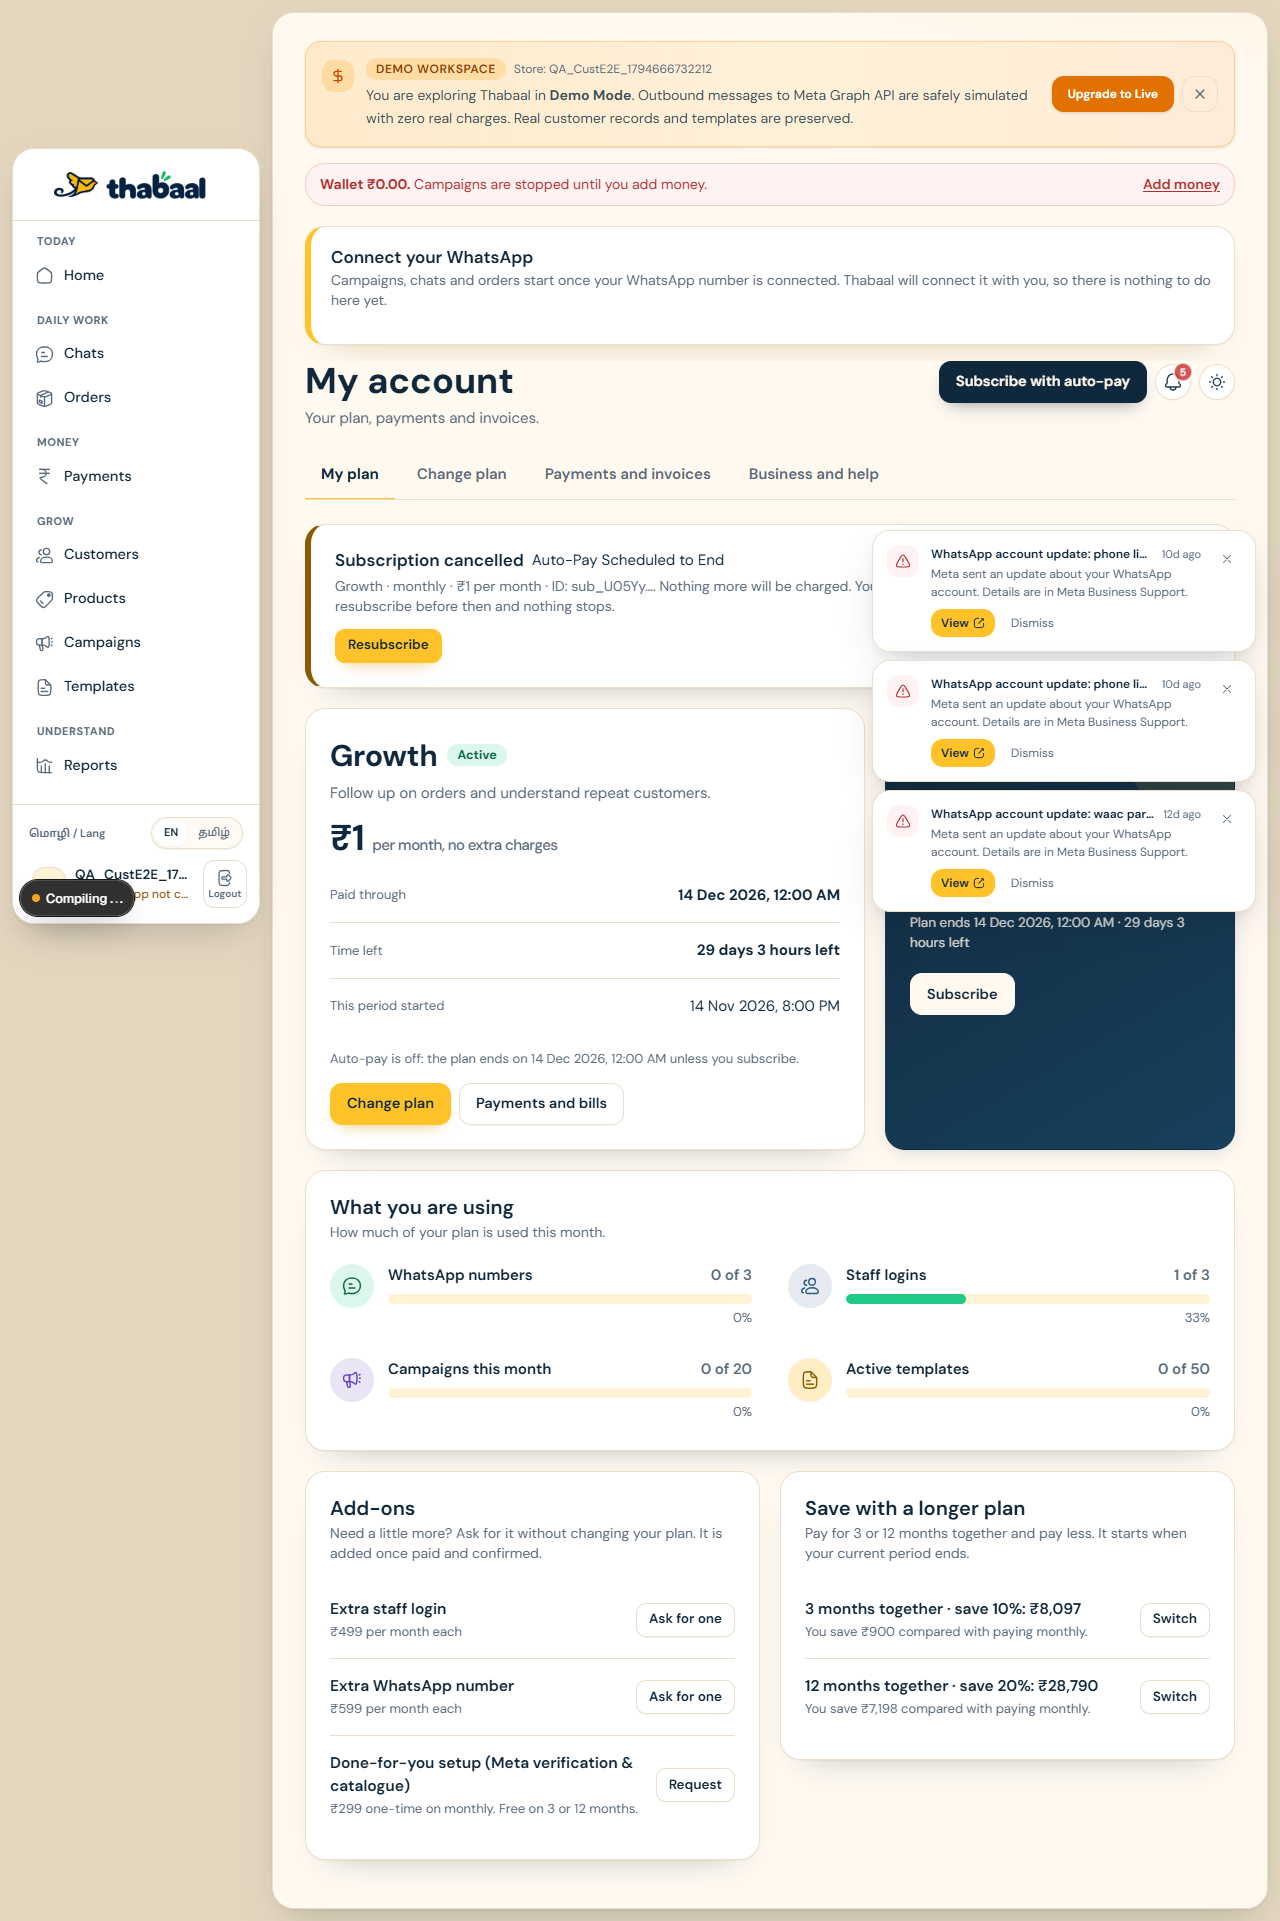 thabaal
TODAY
Home
DAILY WORK
Chats
Orders
MONEY
Payments
GROW
Customers
Products
Campaigns
Templates
UNDERSTAND
Reports
மொழி / Lang
EN
தமிழ்
QA_CustE2E_17...
pp not c...
Logout
Compiling ...
DEMO WORKSPACE
Store: QA_CustE2E_1794666732212
You are exploring Thabaal in Demo Mode. Outbound messages to Meta Graph API are safely simulated
with zero real charges. Real customer records and templates are preserved.
Upgrade to Live
Wallet ₹0.00. Campaigns are stopped until you add money.
Add money
Connect your WhatsApp
Campaigns, chats and orders start once your WhatsApp number is connected. Thabaal will connect it with you, so there is nothing to do
here yet.
My account
Your plan, payments and invoices.
Subscribe with auto-pay
5
My plan
Change plan
Payments and invoices
Business and help
Subscription cancelled Auto-Pay Scheduled to End
Growth · monthly · ₹1 per month · ID: sub_U05Yy.... Nothing more will be charged. You
resubscribe before then and nothing stops.
Resubscribe
WhatsApp account update: phone li...
10d ago
Meta sent an update about your WhatsApp
account. Details are in Meta Business Support.
View
Dismiss
WhatsApp account update: phone li...
10d ago
Meta sent an update about your WhatsApp
account. Details are in Meta Business Support.
View
Dismiss
WhatsApp account update: waac par...
12d ago
Meta sent an update about your WhatsApp
account. Details are in Meta Business Support.
View
Dismiss
Growth
Active
Follow up on orders and understand repeat customers.
₹1 per month, no extra charges
Paid through
14 Dec 2026, 12:00 AM
Time left
29 days 3 hours left
This period started
14 Nov 2026, 8:00 PM
Auto-pay is off: the plan ends on 14 Dec 2026, 12:00 AM unless you subscribe.
Change plan
Payments and bills
Plan ends 14 Dec 2026, 12:00 AM · 29 days 3
hours left
Subscribe
What you are using
How much of your plan is used this month.
WhatsApp numbers
0 of 3
0%
Staff logins
1 of 3
33%
Campaigns this month
0 of 20
0%
Active templates
0 of 50
0%
Add-ons
Need a little more? Ask for it without changing your plan. It is
added once paid and confirmed.
Extra staff login
₹499 per month each
Ask for one
Extra WhatsApp number
₹599 per month each
Ask for one
Done-for-you setup (Meta verification &
catalogue)
₹299 one-time on monthly. Free on 3 or 12 months.
Request
Save with a longer plan
Pay for 3 or 12 months together and pay less. It starts when
your current period ends.
3 months together · save 10%: ₹8,097
You save ₹900 compared with paying monthly.
Switch
12 months together · save 20%: ₹28,790
You save ₹7,198 compared with paying monthly.
Switch